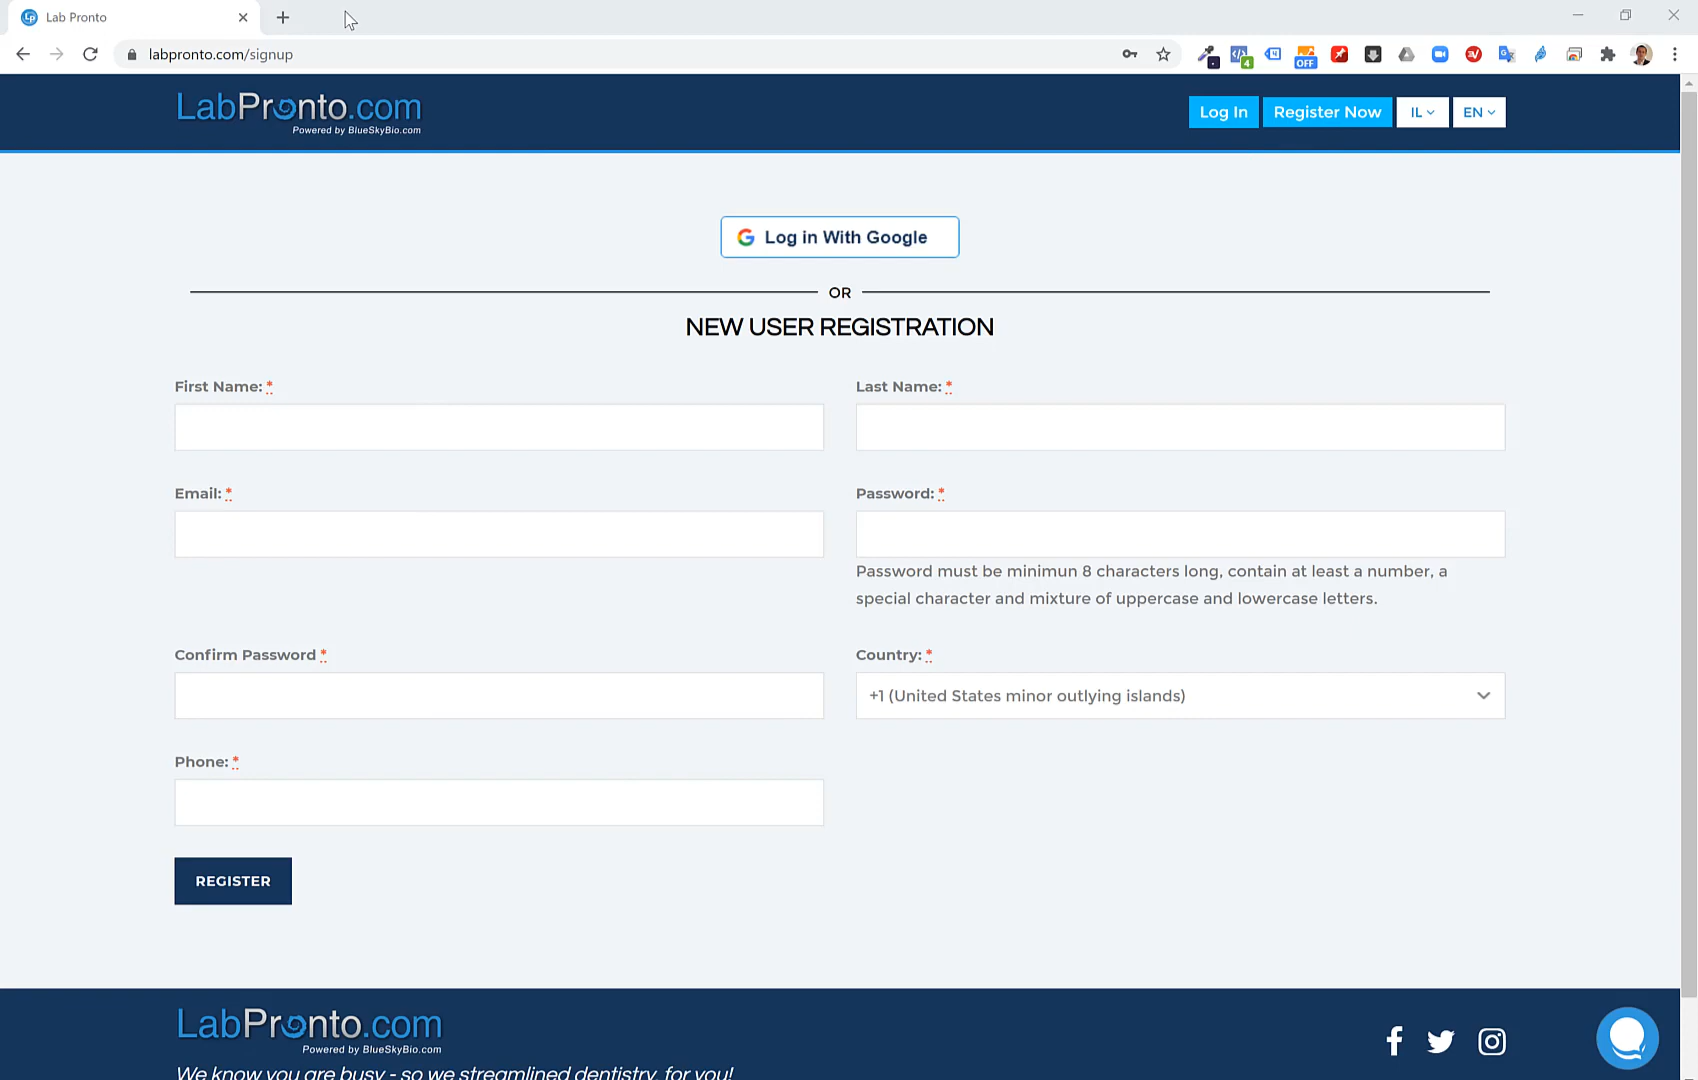 Lab Pronto
labpronto.com/signup
4
OFF
LabPronto.com
Powered by BlueSkyBio.com
Log In
Register Now
IL
EN
Log in With Google
OR
NEW USER REGISTRATION
First Name: *
Last Name: *
Email: *
Password: *
Password must be minimun 8 characters long, contain at least a number, a
special character and mixture of uppercase and lowercase letters.
Confirm Password *
Country: *
+1 (United States minor outlying islands)
Phone: *
REGISTER
LabPronto.com
Powered by BlueSkyBio.com
We know you are busy - so we streamlined dentistry, for you!